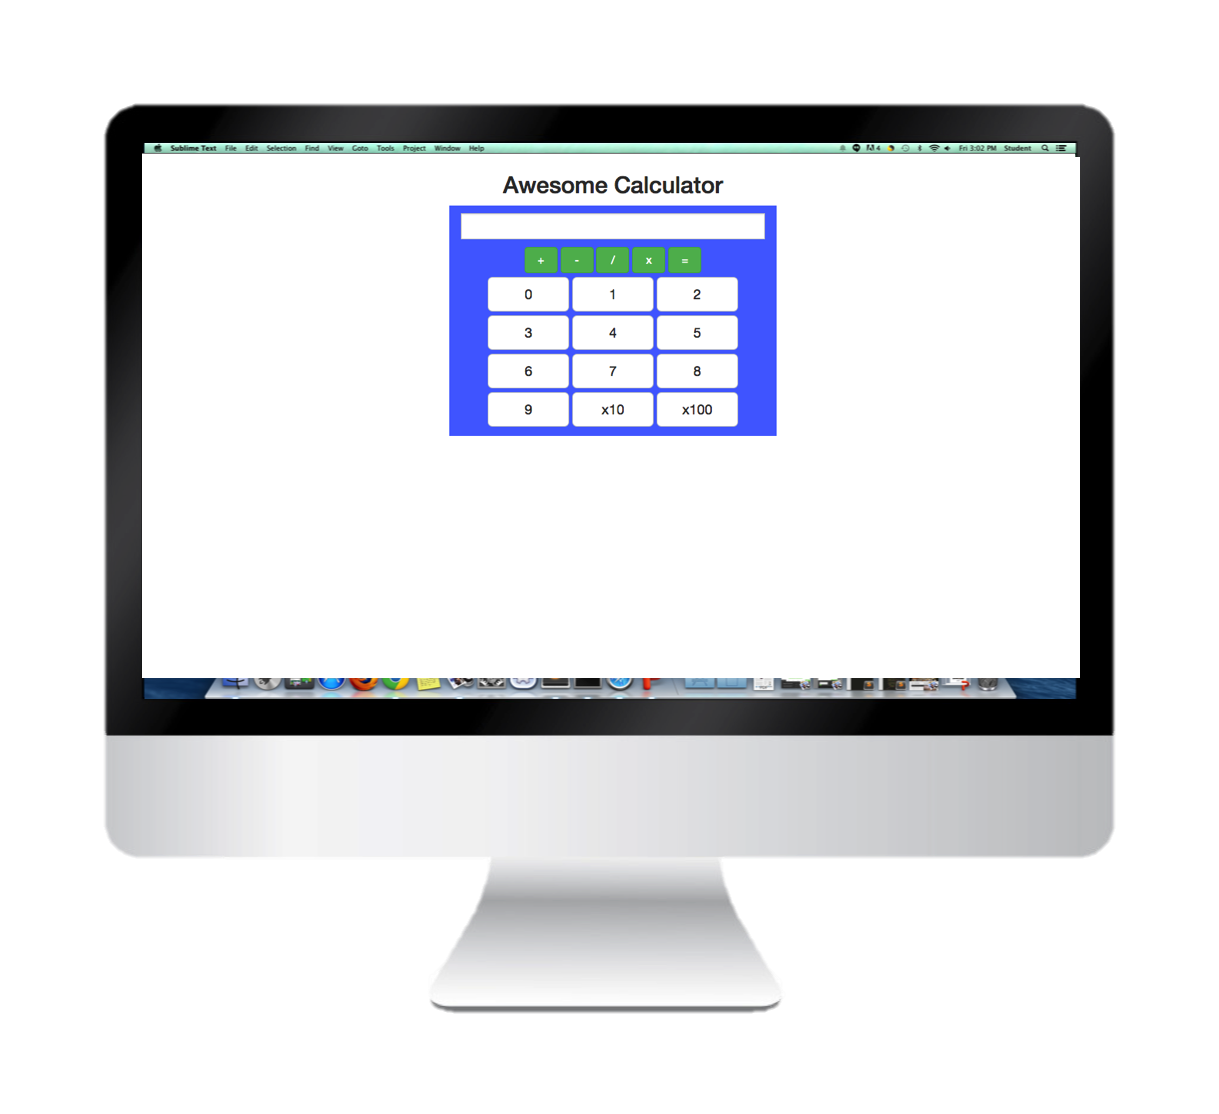 Sublime Text File Edit Selection Find View Goto Tools Project Window Help 4 Fri 3:02 PM Student
Awesome Calculator
+ - / x =
0 1 2
3 4 5
6 7 8
9 x10 x100